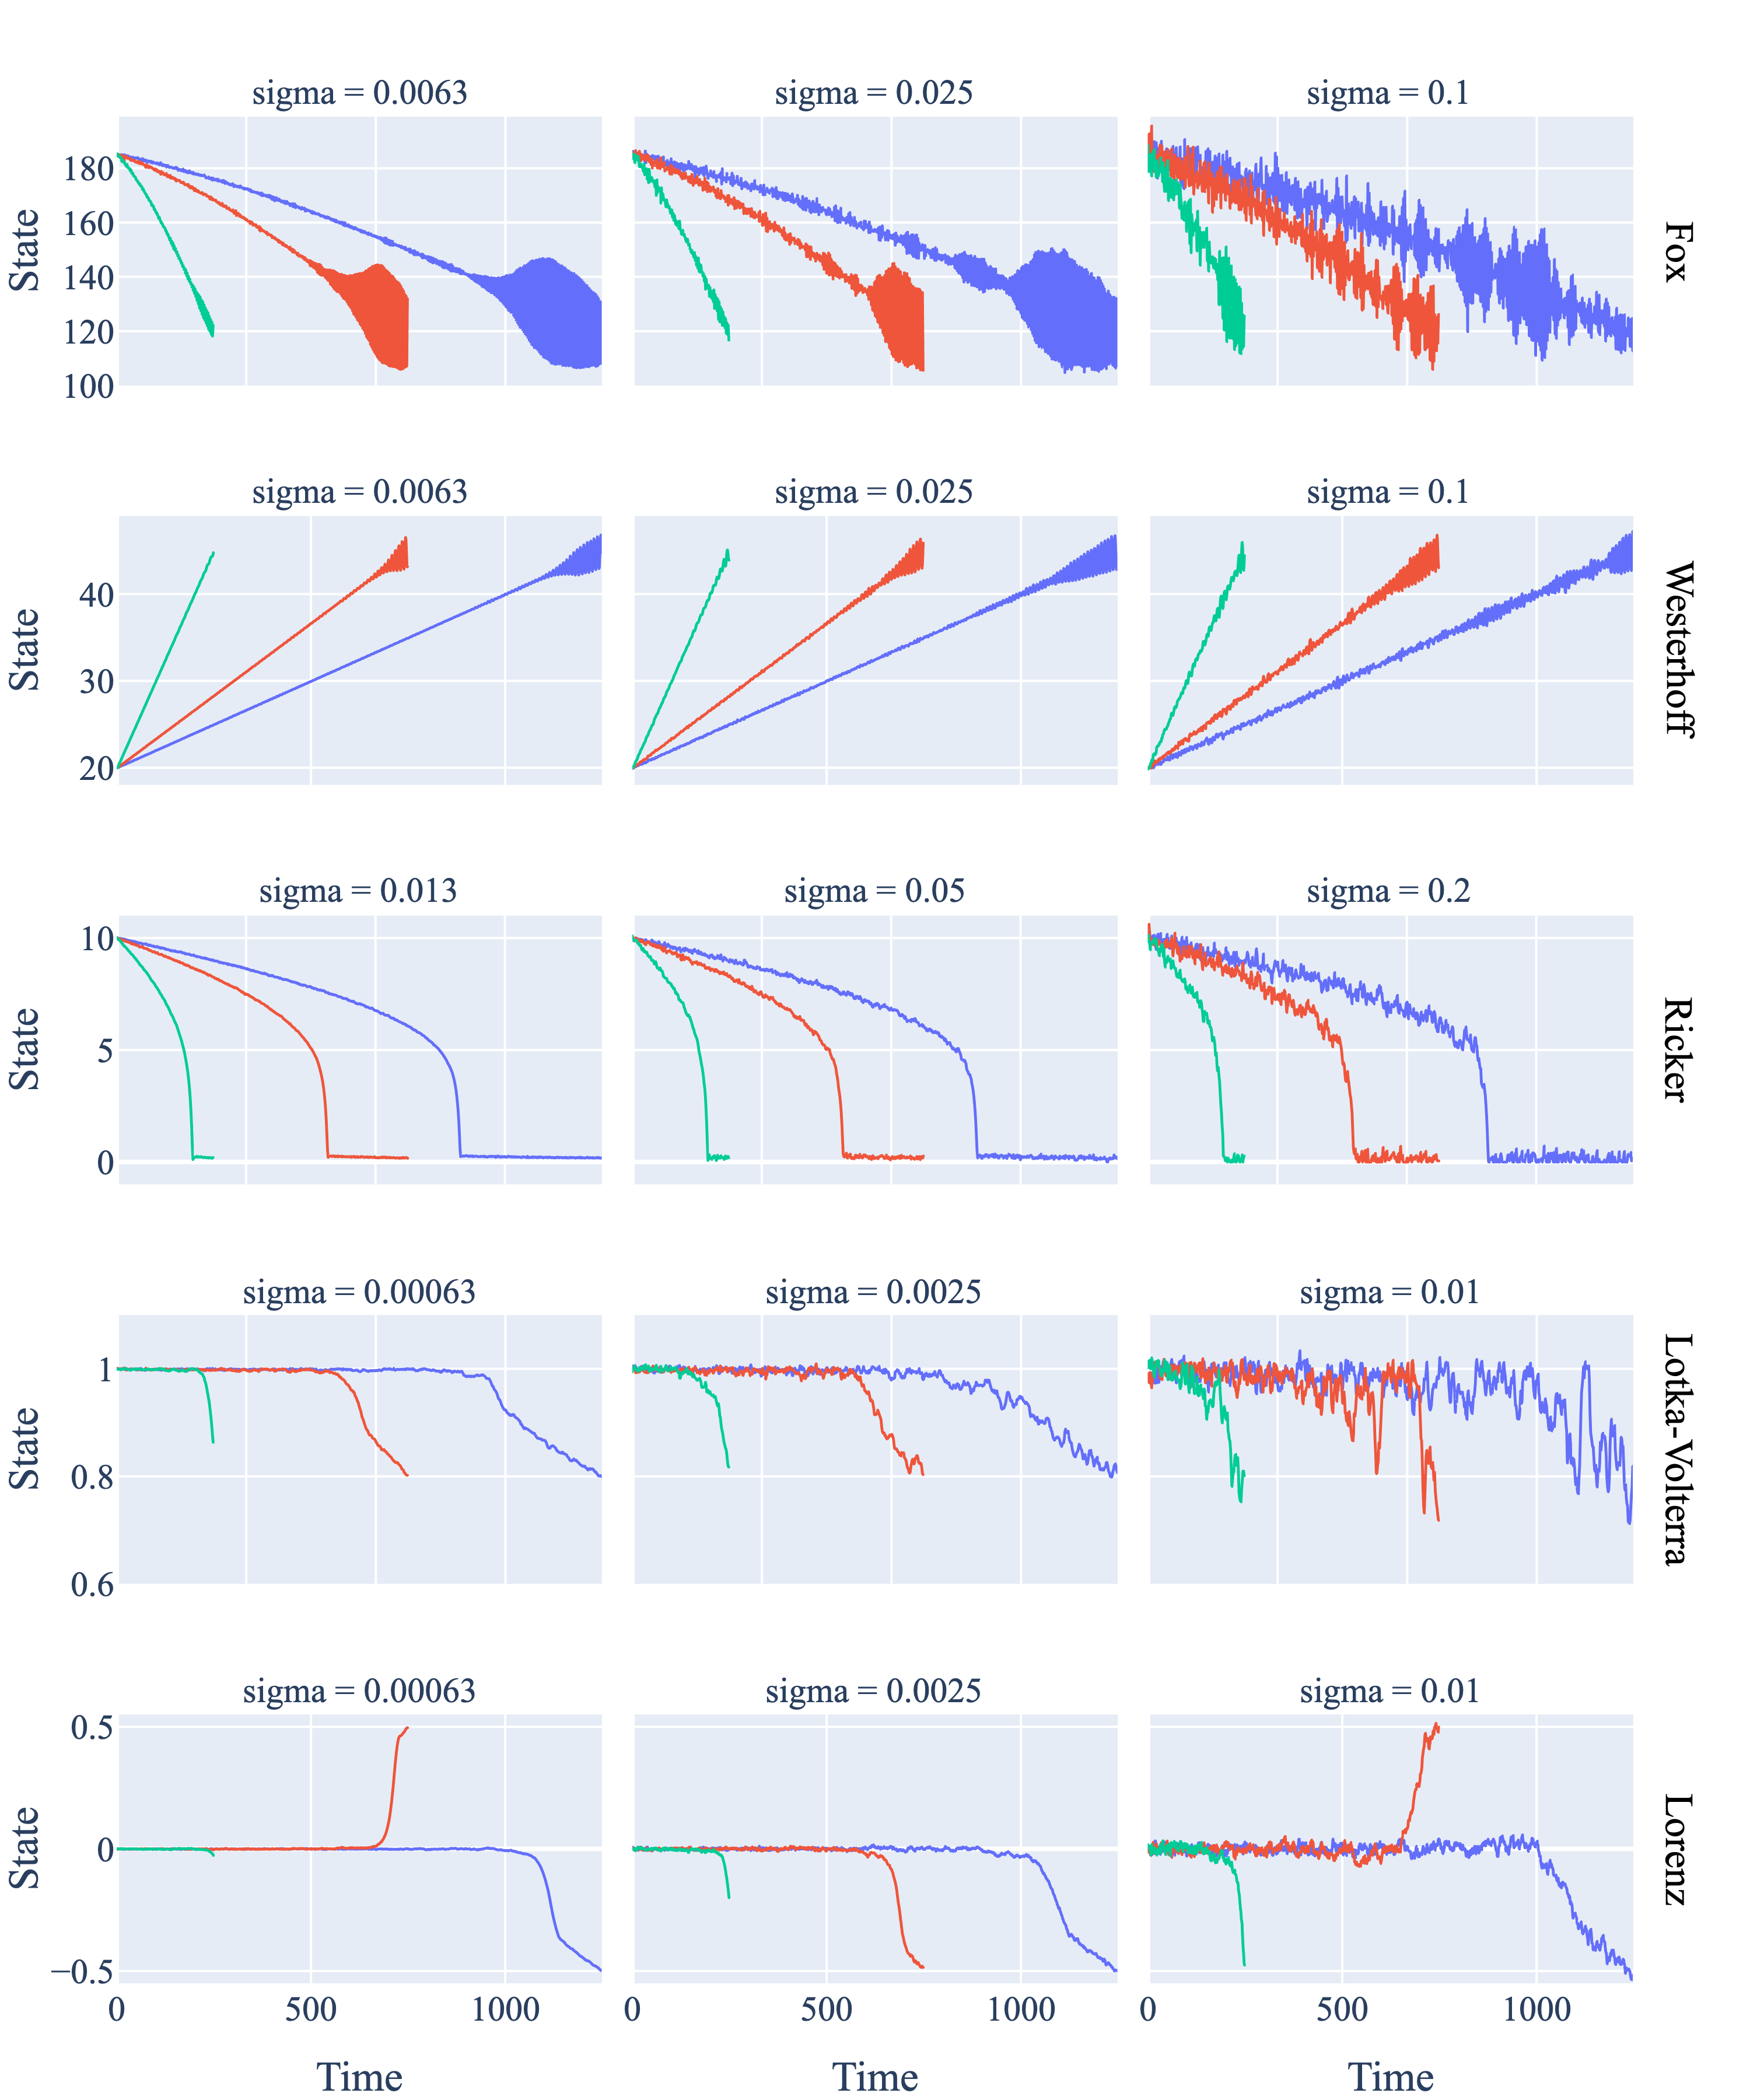 sigma = 0.0063 sigma = 0.025 sigma = 0.1
180
160
140
120
100
State
Fox
sigma = 0.0063 sigma = 0.025 sigma = 0.1
40
30
20
State
Westerhoff
sigma = 0.013 sigma = 0.05 sigma = 0.2
10
5
0
State
Ricker
sigma = 0.00063 sigma = 0.0025 sigma = 0.01
1
0.8
0.6
State
Lotka-Volterra
sigma = 0.00063 sigma = 0.0025 sigma = 0.01
0.5
0
−0.5
State
Lorenz
0 500 1000 0 500 1000 0 500 1000
Time Time Time